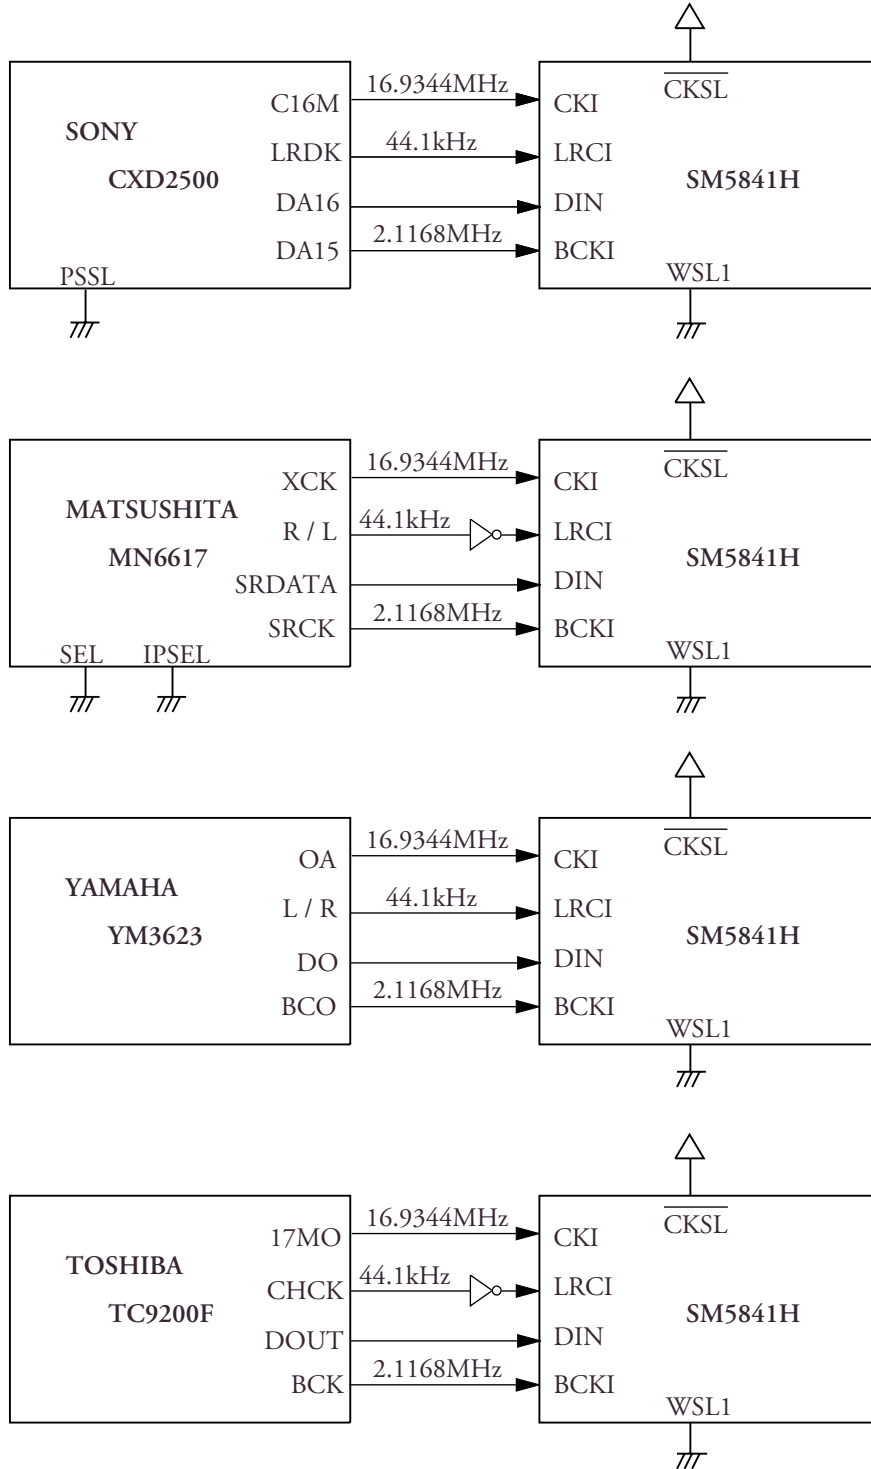 C16M
16.9344MHz
CKI
CKSL
SONY
CXD2500
LRDK
44.1kHz
LRCI
SM5841H
DA16
DIN
DA15
2.1168MHz
BCKI
PSSL
WSL1
XCK
16.9344MHz
CKI
CKSL
MATSUSHITA
MN6617
R / L
44.1kHz
LRCI
SM5841H
SRDATA
DIN
SRCK
2.1168MHz
BCKI
SEL
IPSEL
WSL1
OA
16.9344MHz
CKI
CKSL
YAMAHA
YM3623
L / R
44.1kHz
LRCI
SM5841H
DO
DIN
BCO
2.1168MHz
BCKI
WSL1
17MO
16.9344MHz
CKI
CKSL
TOSHIBA
TC9200F
CHCK
44.1kHz
LRCI
SM5841H
DOUT
DIN
BCK
2.1168MHz
BCKI
WSL1